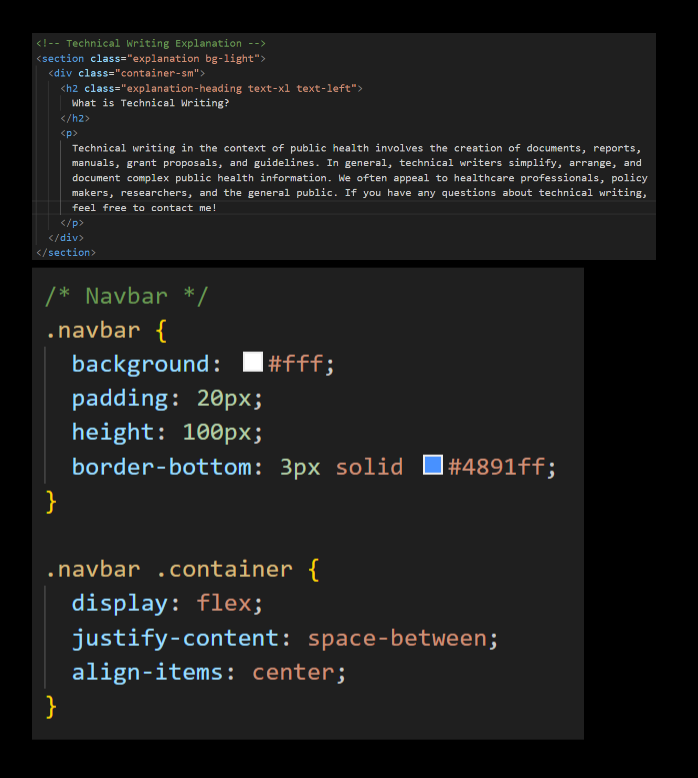 <!-- Technical Writing Explanation -->
<section class="explanation bg-light">
<div class="container-sm">
<h2 class="explanation-heading text-xl text-left">
What is Technical Writing?
</h2>
<p>
Technical writing in the context of public health involves the creation of documents, reports,
manuals, grant proposals, and guidelines. In general, technical writers simplify, arrange, and
document complex public health information. We often appeal to healthcare professionals, policy
makers, researchers, and the general public. If you have any questions about technical writing,
feel free to contact me!
</p>
</div>
</section>
/* Navbar */
.navbar {
background: #fff;
padding: 20px;
height: 100px;
border-bottom: 3px solid #4891ff;
}
.navbar .container {
display: flex;
justify-content: space-between;
align-items: center;
}